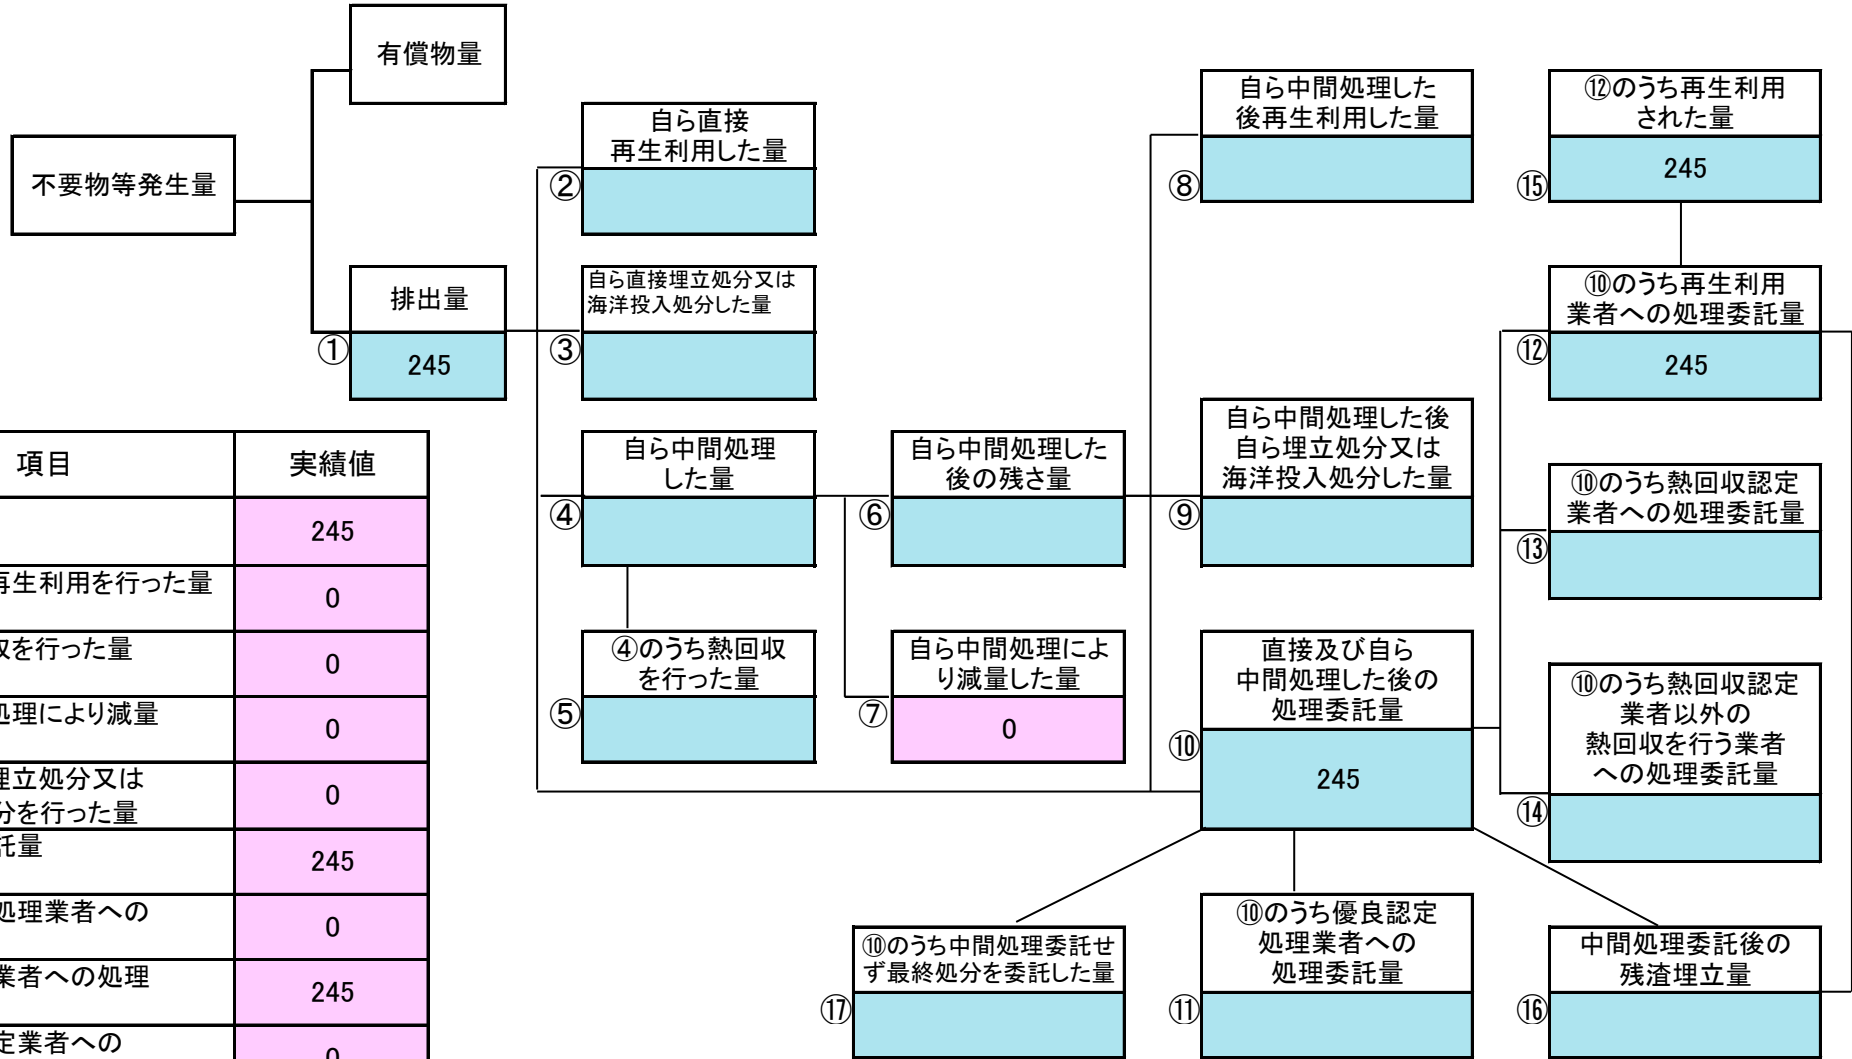 有償物量
不要物等発生量
排出量
①
245
自ら直接
再生利用した量
②
自ら直接埋立処分又は
海洋投入処分した量
③
自ら中間処理
した量
④
④のうち熱回収
を行った量
⑤
自ら中間処理した
後の残さ量
⑥
自ら中間処理によ
り減量した量
⑦
0
自ら中間処理した
後再生利用した量
⑧
自ら中間処理した後
自ら埋立処分又は
海洋投入処分した量
⑨
直接及び自ら
中間処理した後の
処理委託量
⑩
245
⑫のうち再生利用
された量
⑮
245
⑩のうち再生利用
業者への処理委託量
⑫
245
⑩のうち熱回収認定
業者への処理委託量
⑬
⑩のうち熱回収認定
業者以外の
熱回収を行う業者
への処理委託量
⑭
⑩のうち中間処理委託せ
ず最終処分を委託した量
⑰
⑩のうち優良認定
処理業者への
処理委託量
⑪
中間処理委託後の
残渣埋立量
⑯
項目 実績値
245
再生利用を行った量 0
を行った量 0
処理により減量 0
埋立処分又は
分を行った量 0
託量 245
処理業者への 0
業者への処理 245
定業者への 0